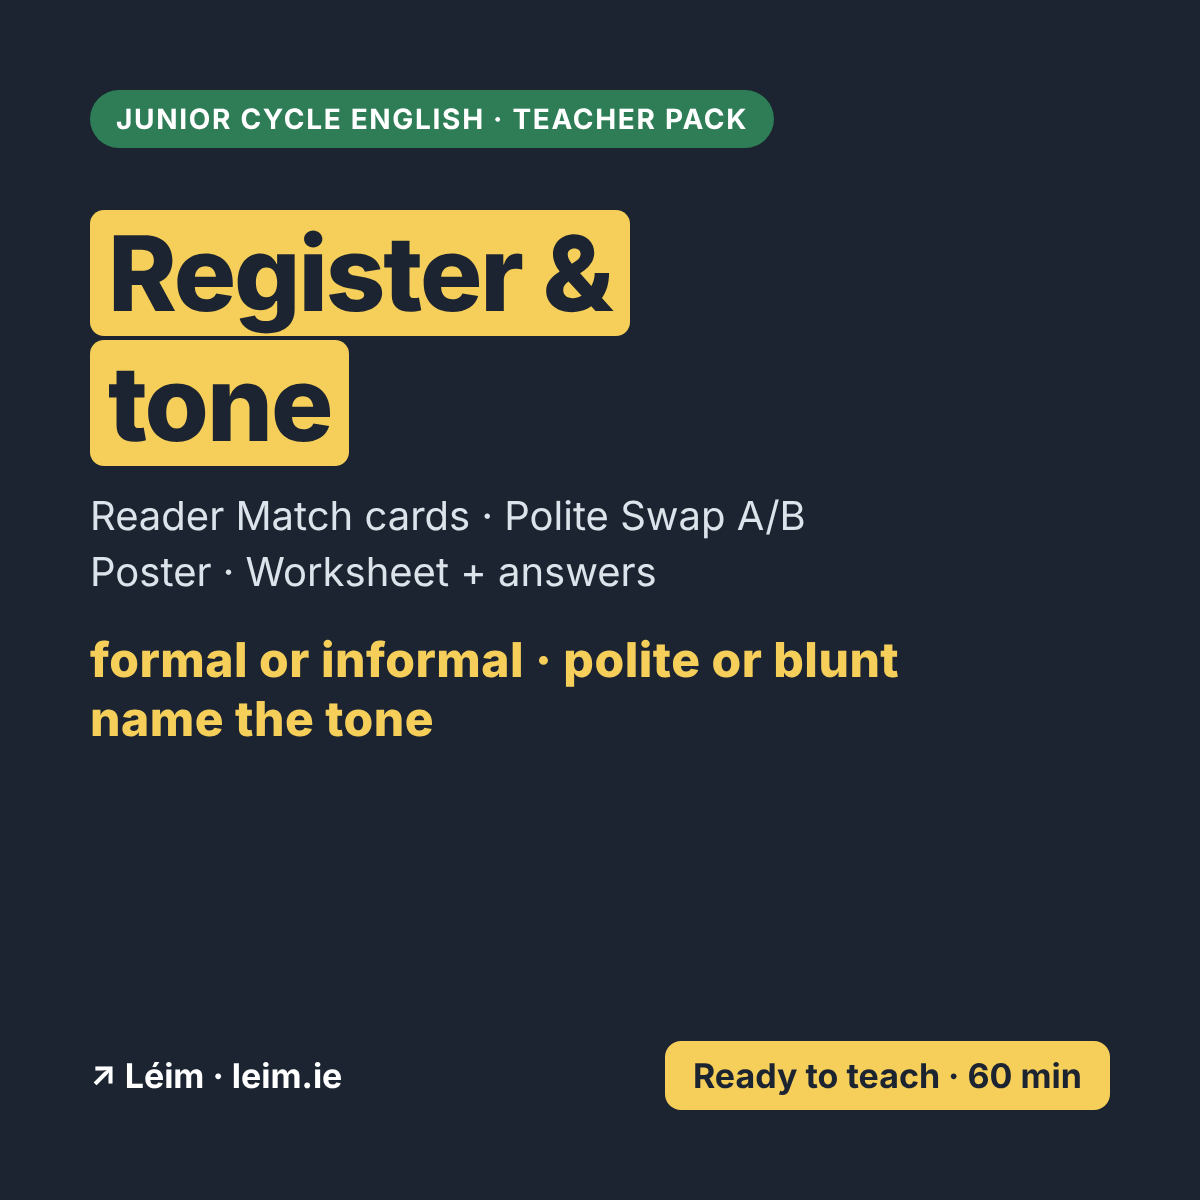 JUNIOR CYCLE ENGLISH · TEACHER PACK
Register &
tone
Reader Match cards · Polite Swap A/B
Poster · Worksheet + answers
formal or informal · polite or blunt
name the tone
↗ Léim · leim.ie
Ready to teach · 60 min